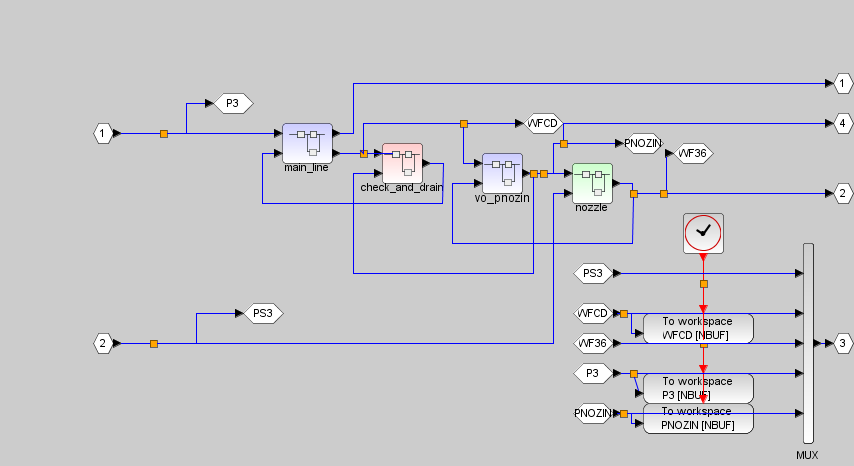 1
P3
main_line
check_and_drain
WFCD
vo_pnozin
PNOZIN
WF36
nozzle
1
4
2
2
PS3
PS3
WFCD
To workspace
WFCD [NBUF]
WF36
P3
To workspace
P3 [NBUF]
PNOZIN
To workspace
PNOZIN [NBUF]
3
MUX